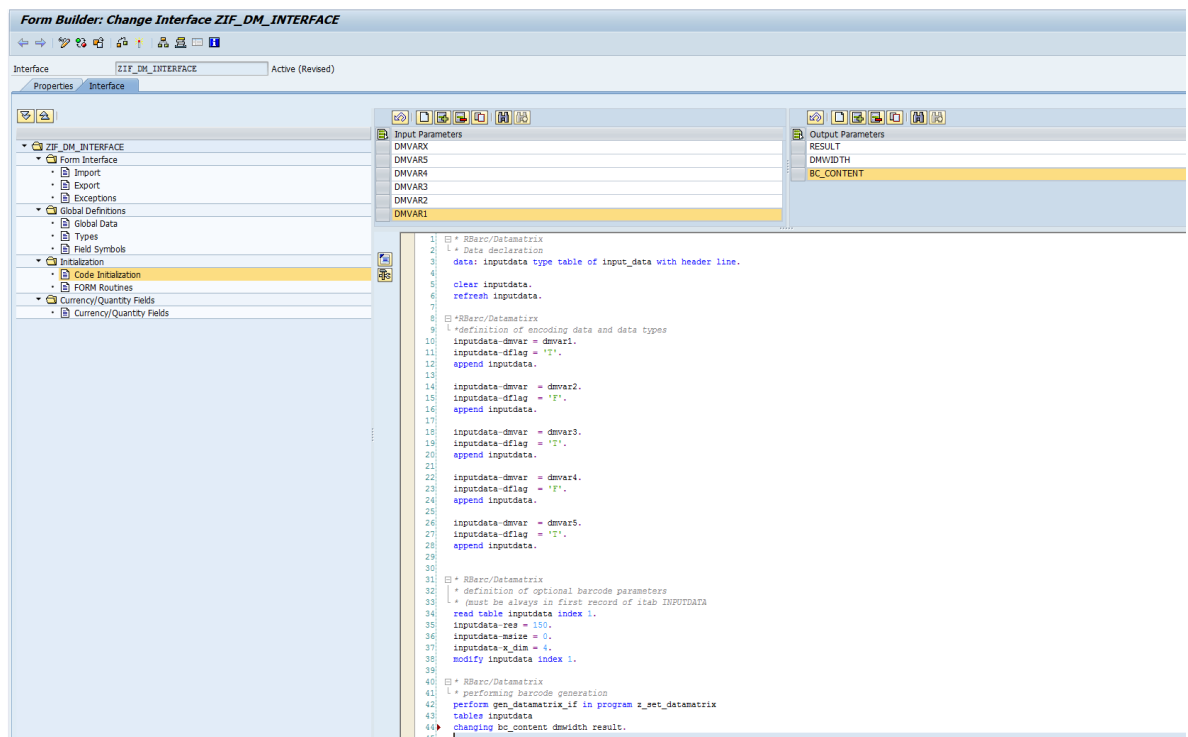 Form Builder: Change Interface ZIF_DM_INTERFACE
Interface ZIF_DM_INTERFACE Active (Revised)
Properties Interface
ZIF_DM_INTERFACE
Form Interface
Import
Export
Exceptions
Global Definitions
Global Data
Types
Field Symbols
Initialization
Code Initialization
FORM Routines
Currency/Quantity Fields
Currency/Quantity Fields
Input Parameters
DMVARX
DMVAR5
DMVAR4
DMVAR3
DMVAR2
DMVAR1
Output Parameters
RESULT
DMWIDTH
BC_CONTENT
1 * RBarc/Datamatrix
2 * Data declaration
3 data: inputdata type table of input_data with header line.
4
5 clear inputdata.
6 refresh inputdata.
7
8 *RBarc/Datamatirx
9 *definition of encoding data and data types
10 inputdata-dmvar = dmvar1.
11 inputdata-dflag = 'T'.
12 append inputdata.
13
14 inputdata-dmvar  = dmvar2.
15 inputdata-dflag  = 'F'.
16 append inputdata.
17
18 inputdata-dmvar  = dmvar3.
19 inputdata-dflag  = 'T'.
20 append inputdata.
21
22 inputdata-dmvar  = dmvar4.
23 inputdata-dflag  = 'F'.
24 append inputdata.
25
26 inputdata-dmvar  = dmvar5.
27 inputdata-dflag  = 'T'.
28 append inputdata.
29
30
31 * RBarc/Datamatrix
32 * definition of optional barcode parameters
33 * (must be always in first record of itab INPUTDATA
34 read table inputdata index 1.
35 inputdata-res = 150.
36 inputdata-msize = 0.
37 inputdata-x_dim = 4.
38 modify inputdata index 1.
39
40 * RBarc/Datamatrix
41 * performing barcode generation
42 perform gen_datamatrix_if in program z_set_datamatrix
43 tables inputdata
44 changing bc_content dmwidth result.